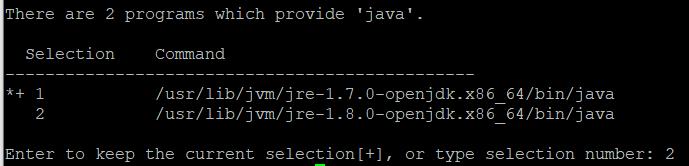 There are 2 programs which provide 'java'.
  Selection    Command
-----------------------------------------------
*+ 1           /usr/lib/jvm/jre-1.7.0-openjdk.x86_64/bin/java
   2           /usr/lib/jvm/jre-1.8.0-openjdk.x86_64/bin/java
Enter to keep the current selection[+], or type selection number: 2